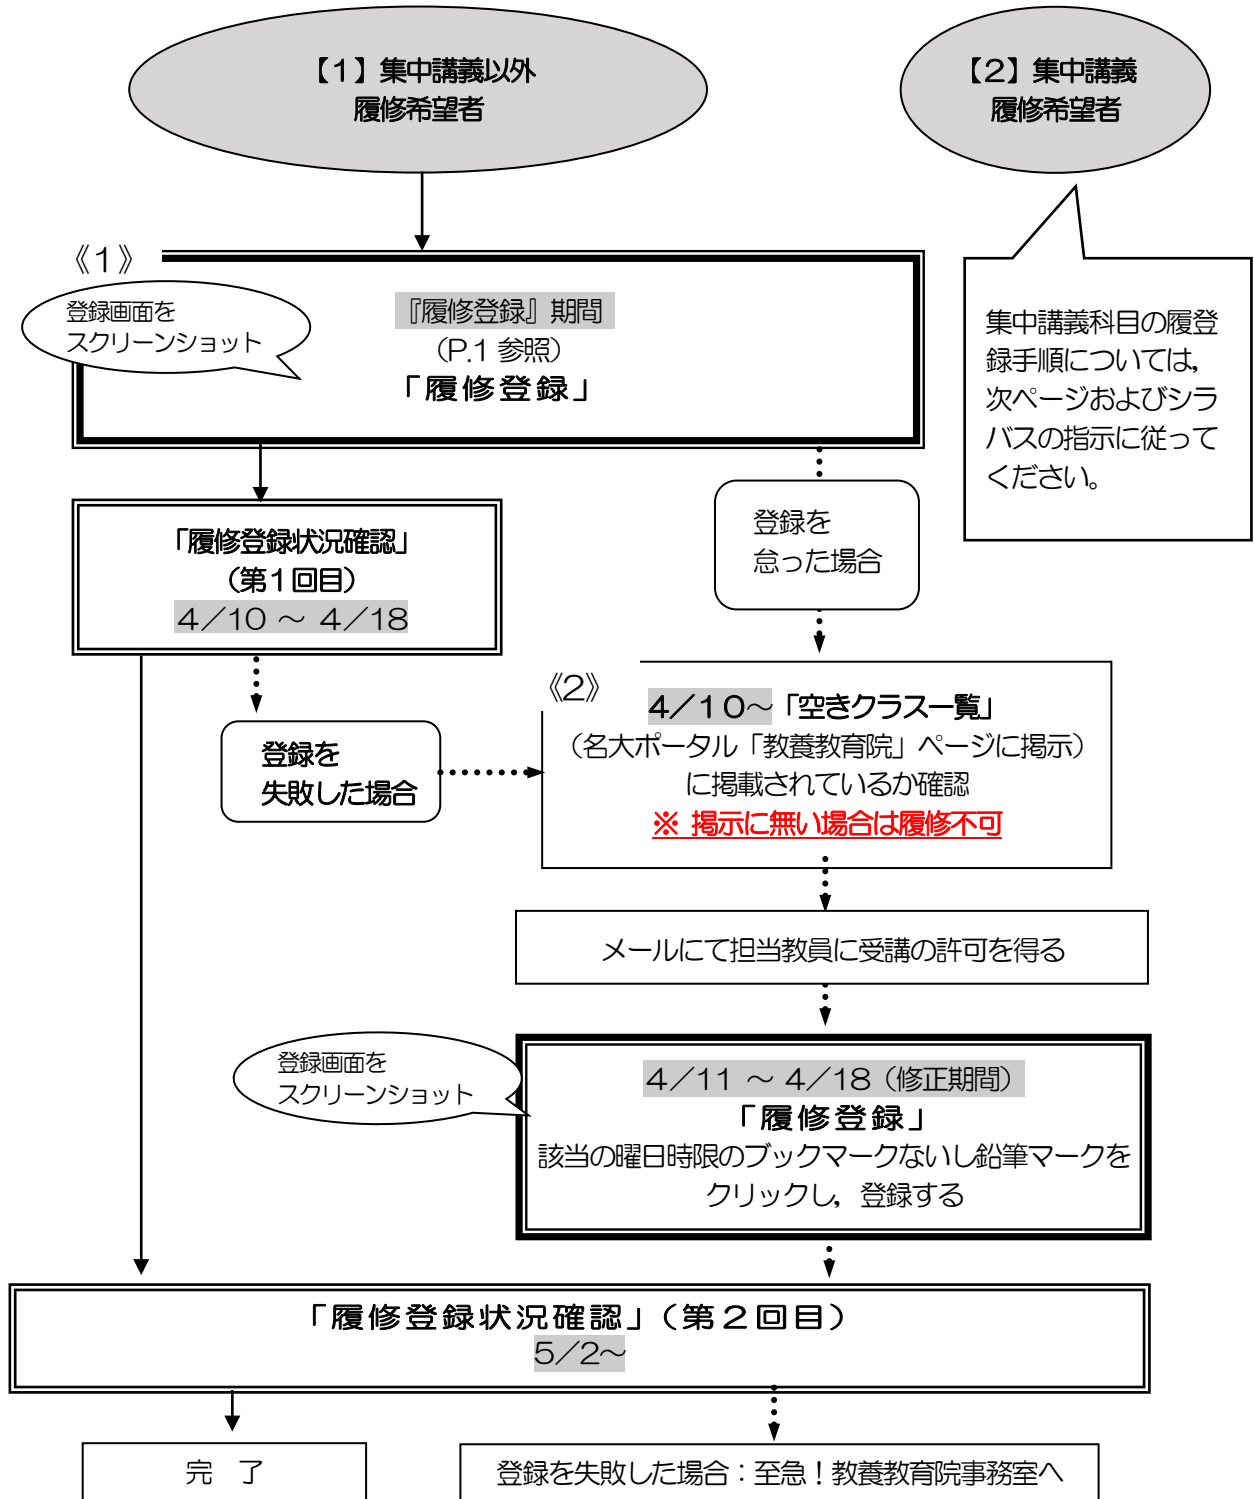 【1】集中講義以外
履修希望者
【2】集中講義
履修希望者
《1》
登録画面を
スクリーンショット
『履修登録』期間
（P.1 参照）
「履修登録」
集中講義科目の履登
録手順については，
次ページおよびシラ
バスの指示に従って
ください。
「履修登録状況確認」
（第1回目）
4／10 ～ 4／18
登録を
怠った場合
登録を
失敗した場合
《2》
4／10～「空きクラス一覧」
（名大ポータル「教養教育院」ページに掲示）
に掲載されているか確認
※ 掲示に無い場合は履修不可
メールにて担当教員に受講の許可を得る
登録画面を
スクリーンショット
4／11 ～ 4／18（修正期間）
「履修登録」
該当の曜日時限のブックマークないし鉛筆マークを
クリックし，登録する
「履修登録状況確認」（第２回目）
5／2～
完　了
登録を失敗した場合：至急！教養教育院事務室へ